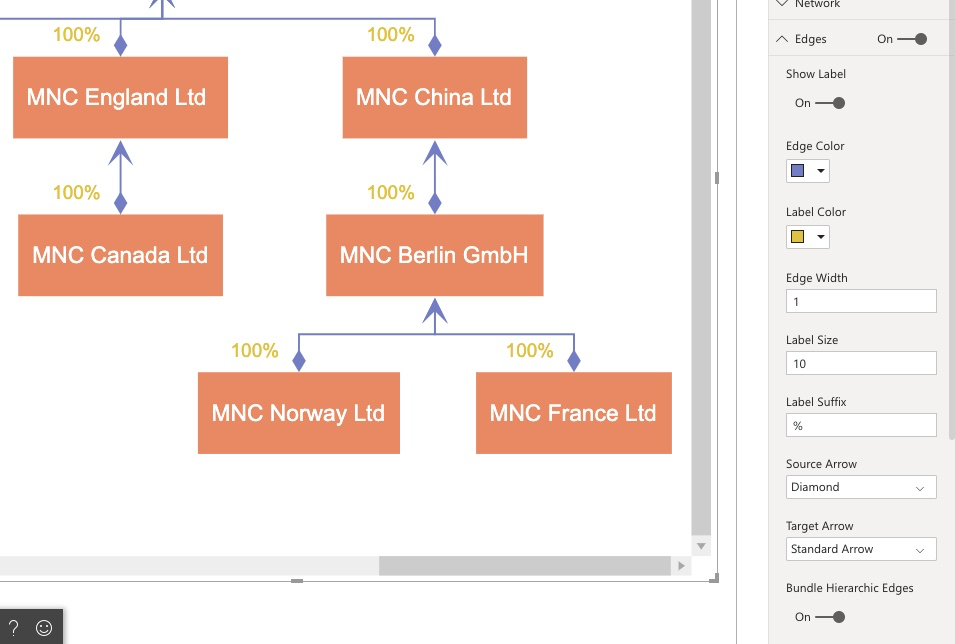 Network
Edges On
Show Label
On
Edge Color
Label Color
Edge Width
1
Label Size
10
Label Suffix
%
Source Arrow
Diamond
Target Arrow
Standard Arrow
Bundle Hierarchic Edges
On
100% 100%
MNC England Ltd MNC China Ltd
100% 100%
MNC Canada Ltd MNC Berlin GmbH
100% 100%
MNC Norway Ltd MNC France Ltd
?